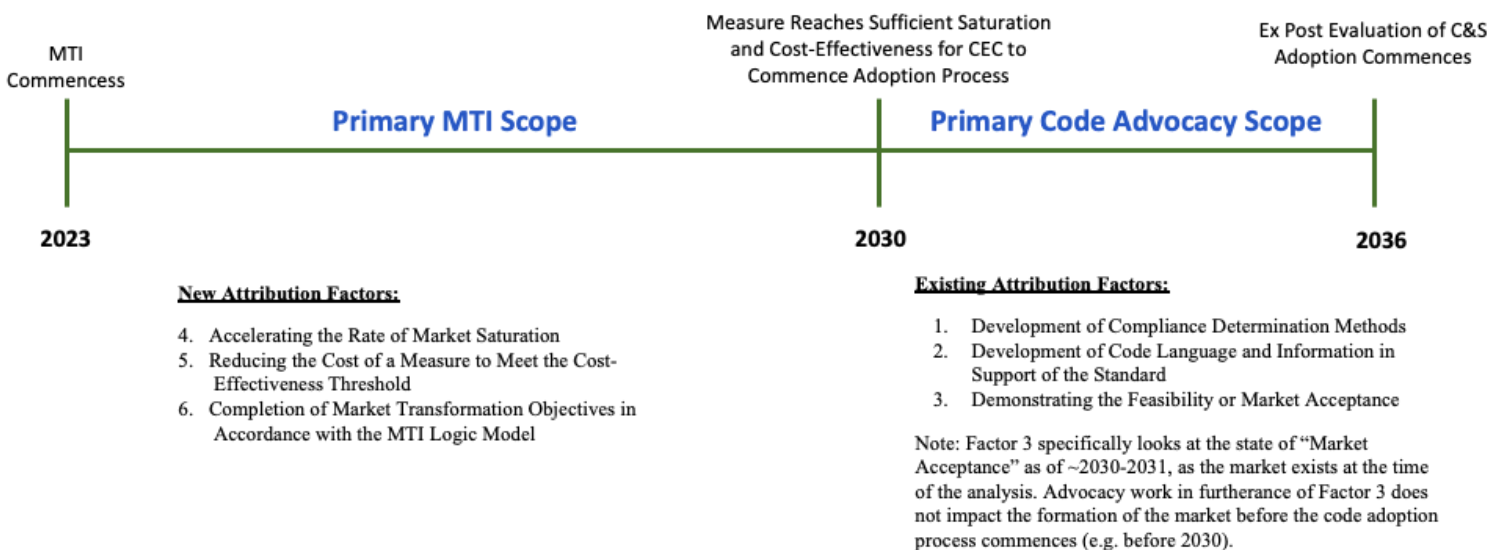 MTI
Commencess
Measure Reaches Sufficient Saturation
and Cost-Effectiveness for CEC to
Commence Adoption Process
Ex Post Evaluation of C&S
Adoption Commences
Primary MTI Scope
Primary Code Advocacy Scope
2023
2030
2036
New Attribution Factors:
4. Accelerating the Rate of Market Saturation
5. Reducing the Cost of a Measure to Meet the Cost-
Effectiveness Threshold
6. Completion of Market Transformation Objectives in
Accordance with the MTI Logic Model
Existing Attribution Factors:
1. Development of Compliance Determination Methods
2. Development of Code Language and Information in
Support of the Standard
3. Demonstrating the Feasibility or Market Acceptance
Note: Factor 3 specifically looks at the state of “Market
Acceptance” as of ~2030-2031, as the market exists at the time
of the analysis. Advocacy work in furtherance of Factor 3 does
not impact the formation of the market before the code adoption
process commences (e.g. before 2030).